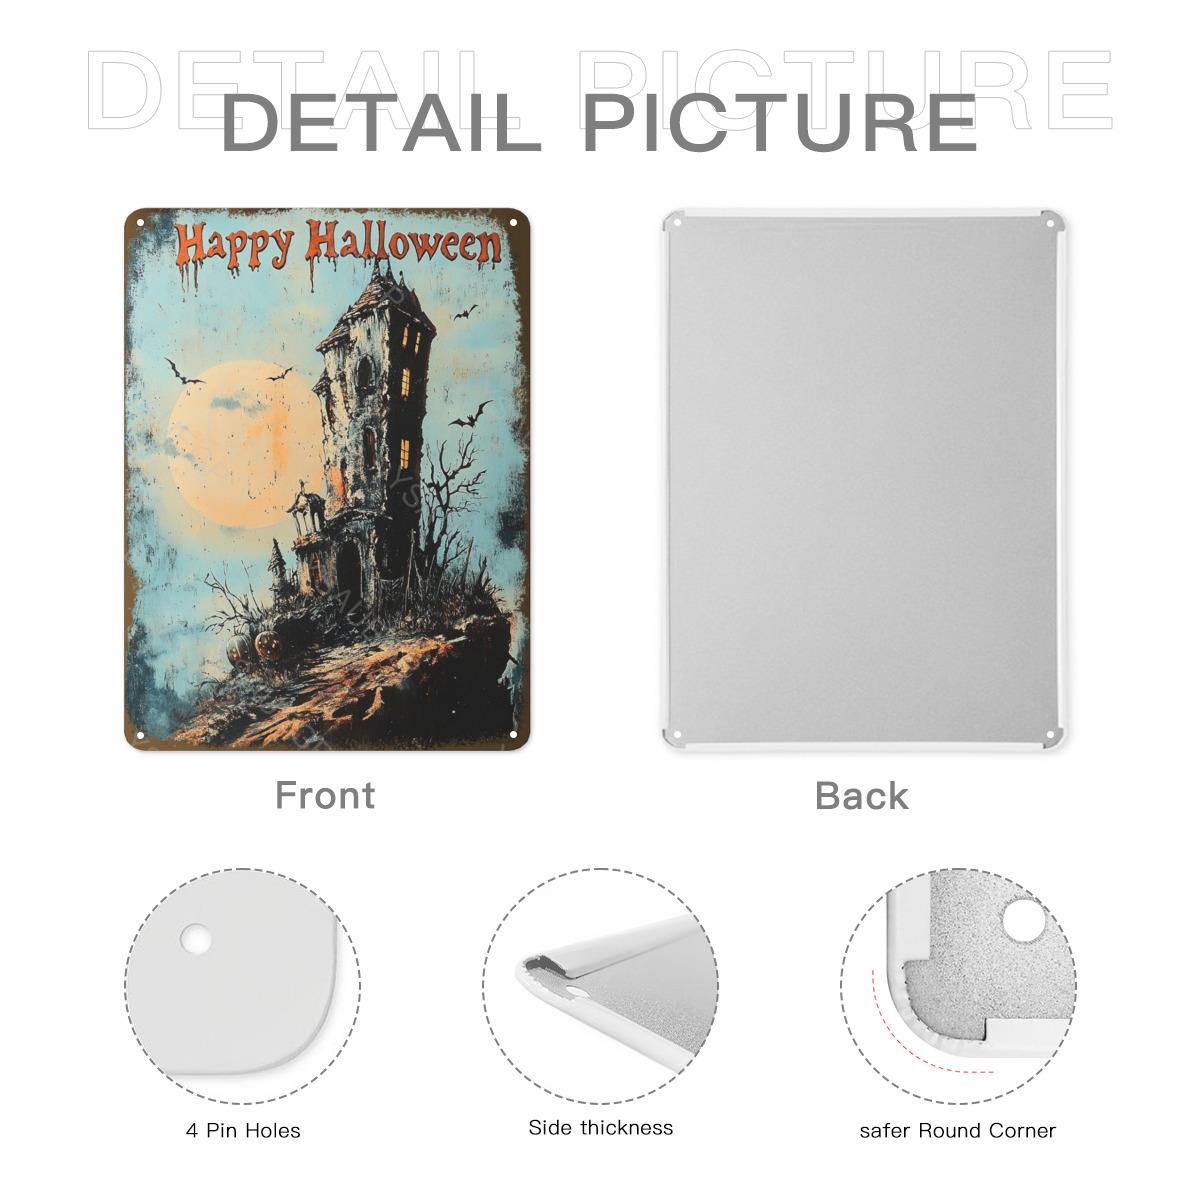 DETAIL PICTURE
DETAIL PICTURE
Happy Halloween
Front
Back
4 Pin Holes
Side thickness
safer Round Corner